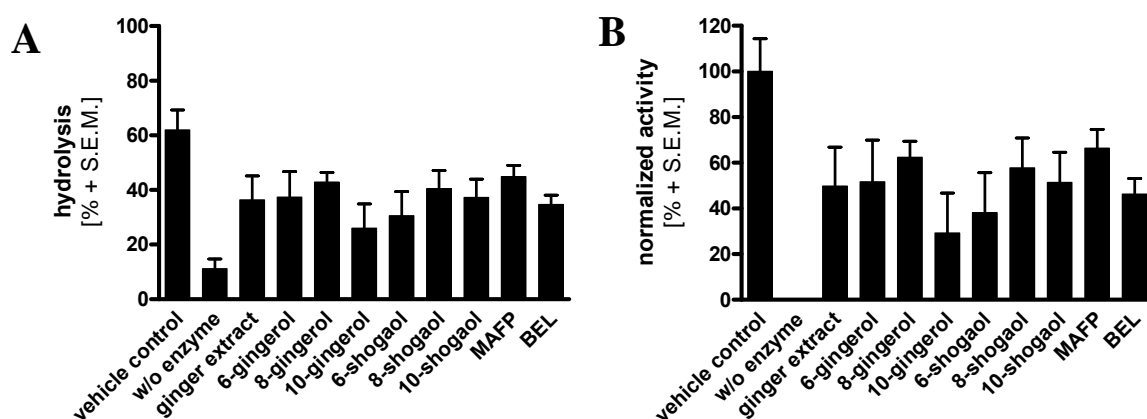 A
hydrolysis
[% + S.E.M.]
100
80
60
40
20
0
vehicle control
w/o enzyme
ginger extract
6-gingerol
8-gingerol
10-gingerol
6-shogaol
8-shogaol
10-shogaol
MAFP
BEL
B
normalized activity
[% + S.E.M.]
120
100
80
60
40
20
0
vehicle control
w/o enzyme
ginger extract
6-gingerol
8-gingerol
10-gingerol
6-shogaol
8-shogaol
10-shogaol
MAFP
BEL